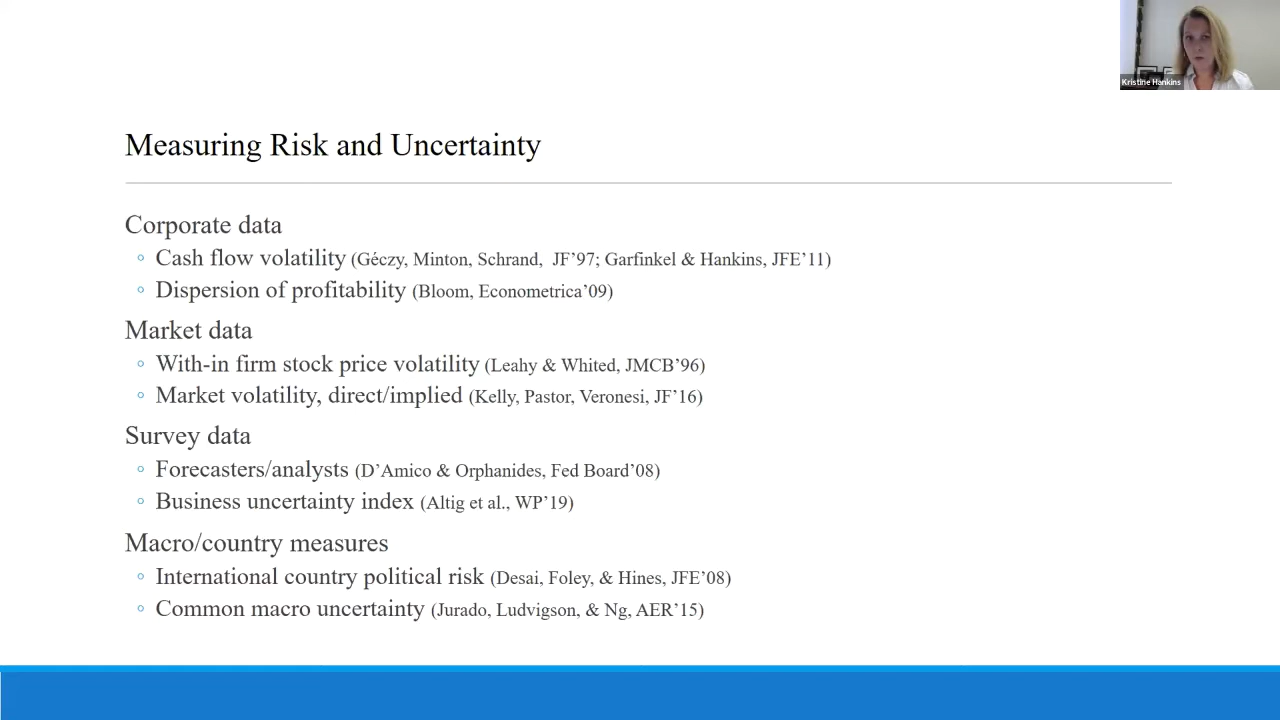 Kristine Hankins
Measuring Risk and Uncertainty
Corporate data
◦ Cash flow volatility (Géczy, Minton, Schrand, JF’97; Garfinkel & Hankins, JFE’11)
◦ Dispersion of profitability (Bloom, Econometrica’09)
Market data
◦ With-in firm stock price volatility (Leahy & Whited, JMCB’96)
◦ Market volatility, direct/implied (Kelly, Pastor, Veronesi, JF’16)
Survey data
◦ Forecasters/analysts (D’Amico & Orphanides, Fed Board’08)
◦ Business uncertainty index (Altig et al., WP’19)
Macro/country measures
◦ International country political risk (Desai, Foley, & Hines, JFE’08)
◦ Common macro uncertainty (Jurado, Ludvigson, & Ng, AER’15)